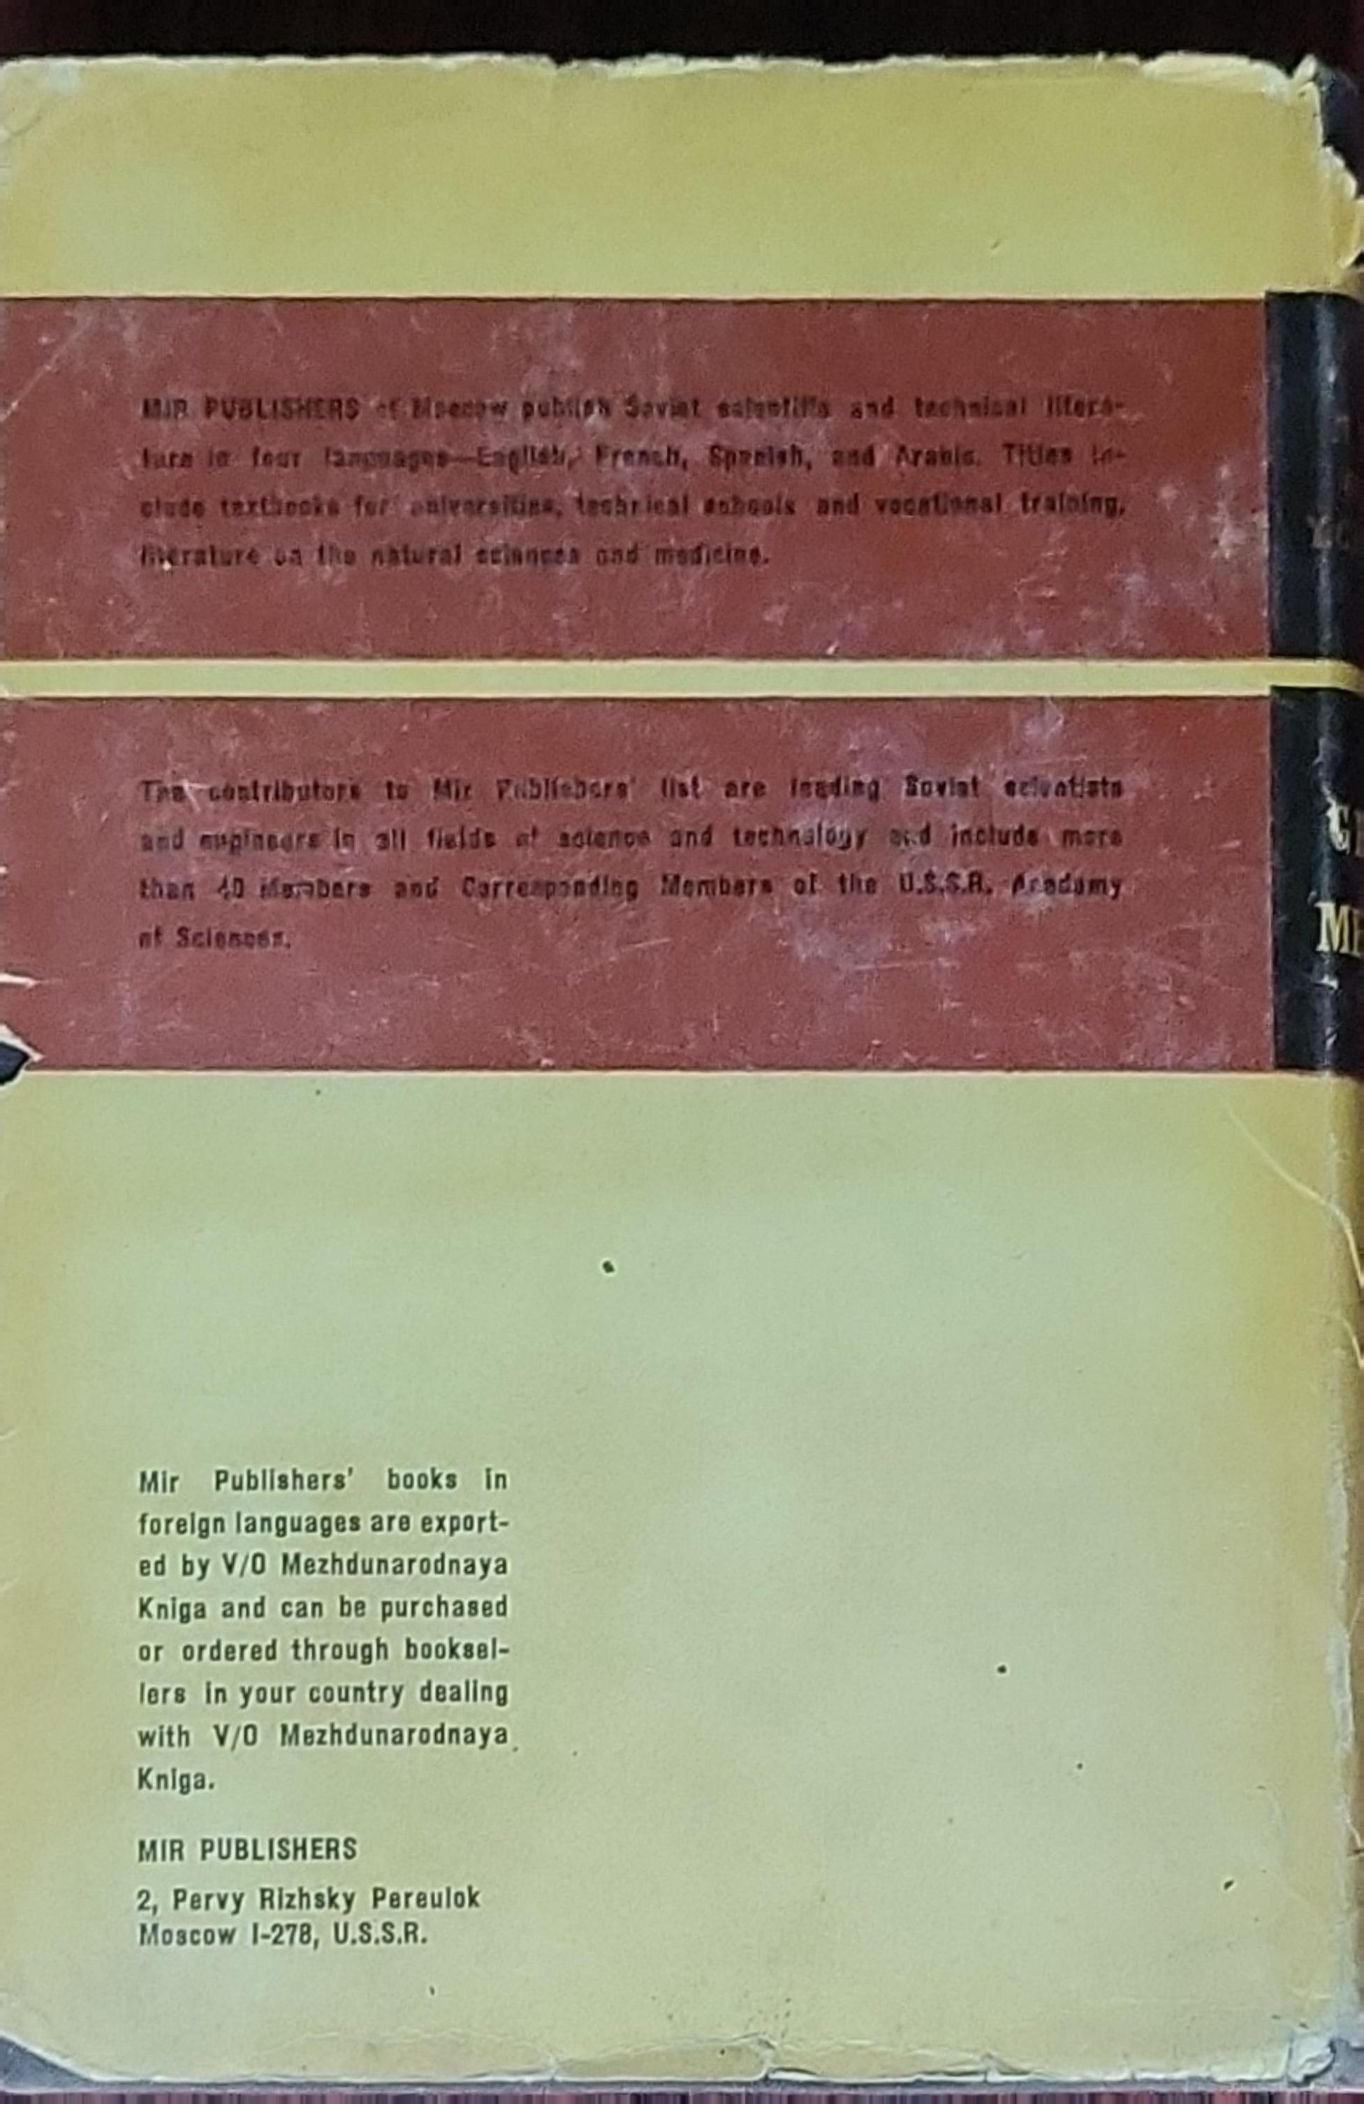 MIR PUBLISHERS of Moscow publish Soviet scientific and technical litera-
ture in four languages—English, French, Spanish, and Arabic. Titles in-
clude textbooks for universities, technical schools and vocational training,
literature on the natural sciences and medicine.
The contributors to Mir Publishers' list are leading Soviet scientists
and engineers in all fields of science and technology and include more
than 40 Members and Corresponding Members of the U.S.S.R. Academy
of Sciences.
Mir Publishers' books in
foreign languages are export-
ed by V/O Mezhdunarodnaya
Kniga and can be purchased
or ordered through booksel-
lers in your country dealing
with V/O Mezhdunarodnaya
Kniga.
MIR PUBLISHERS
2, Pervy Rizhsky Pereulok
Moscow I-278, U.S.S.R.